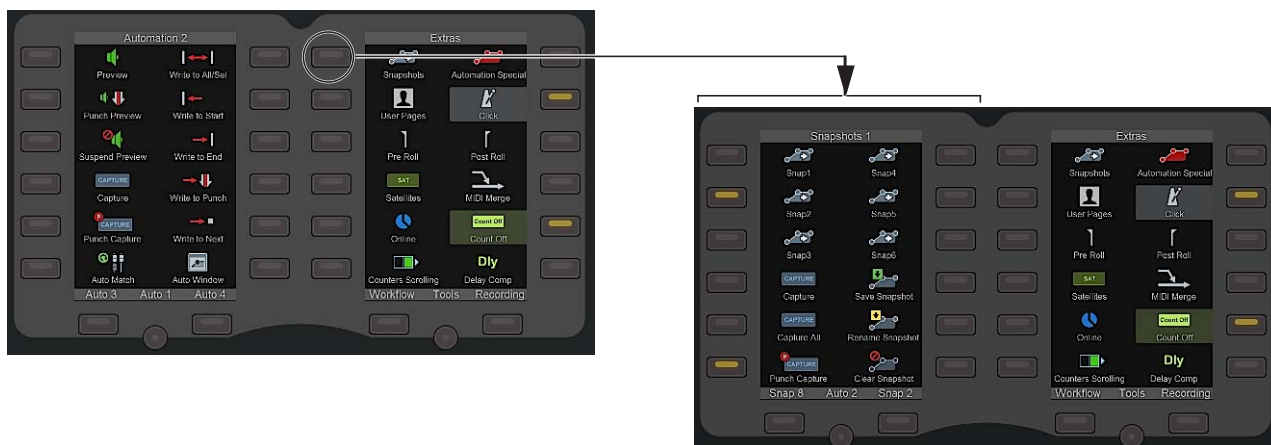 Automation 2
Preview Write to All/Sel
Punch Preview Write to Start
Suspend Preview Write to End
CAPTURE
Capture Write to Punch
P
CAPTURE
Punch Capture Write to Next
Auto Match Auto Window
Auto 3 Auto 1 Auto 4
Extras
Snapshots Automation Special
User Pages Click
Pre Roll Post Roll
SAT
Satellites MIDI Merge
Count Off
Online Count Off
Dly
Counters Scrolling Delay Comp
Workflow Tools Recording
Snapshots 1
Snap1 Snap4
Snap2 Snap5
Snap3 Snap6
CAPTURE
Capture Save Snapshot
CAPTURE
Capture All Rename Snapshot
P
CAPTURE
Punch Capture Clear Snapshot
Snap 8 Auto 2 Snap 2
Extras
Snapshots Automation Special
User Pages Click
Pre Roll Post Roll
SAT
Satellites MIDI Merge
Count Off
Online Count Off
Dly
Counters Scrolling Delay Comp
Workflow Tools Recording